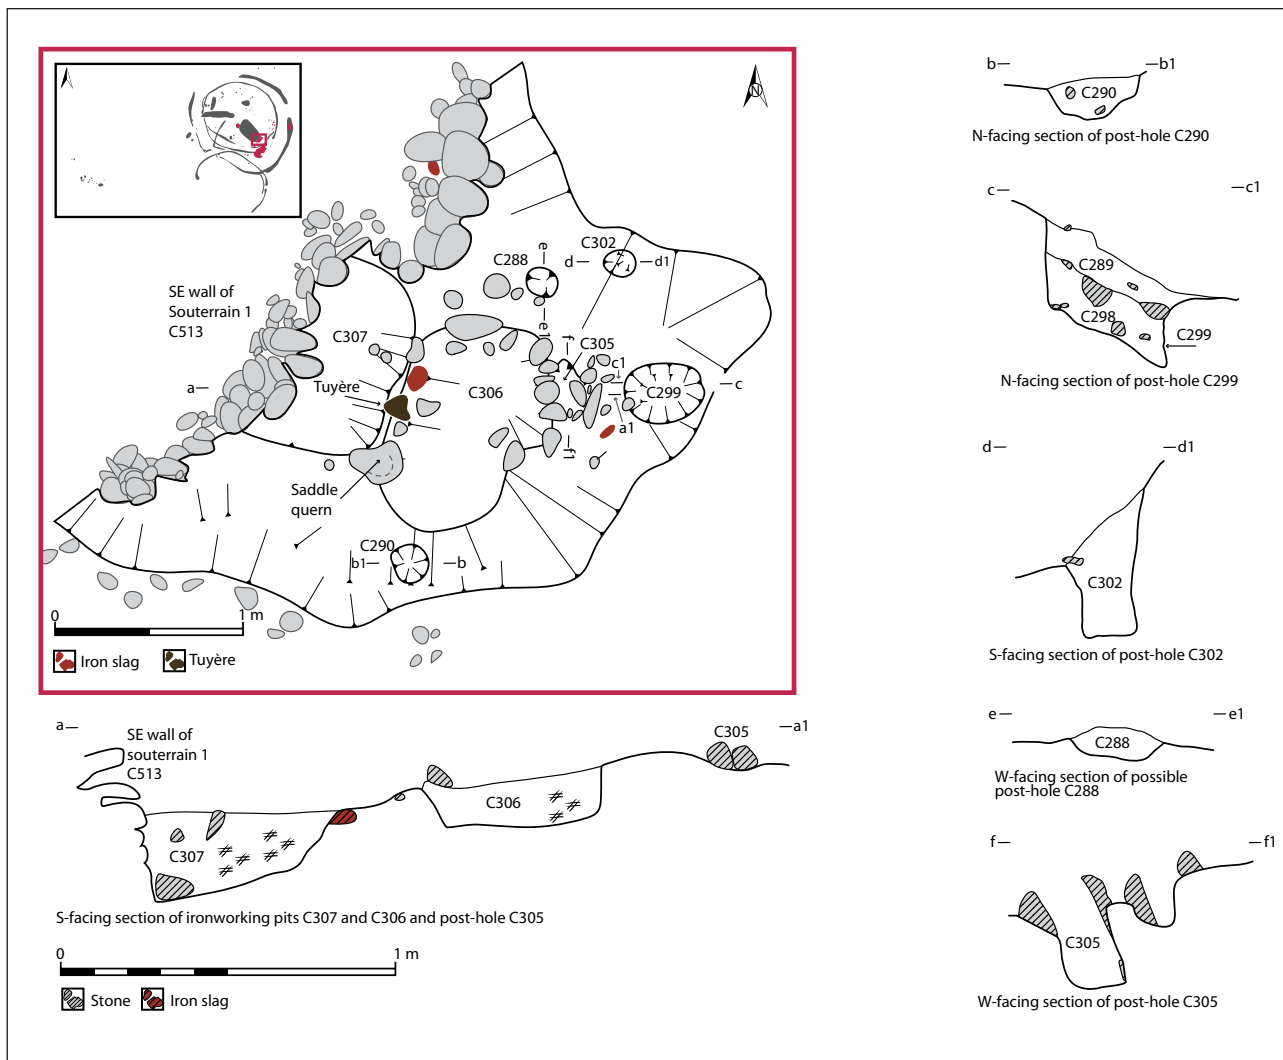 N
C302
C288
e
d
d1
SE wall of
Souterrain 1
C513
e1
C307
f
C305
c1
a
Tuyère
C306
C299
c
a1
f1
Saddle
quern
C290
b1
b
0
1 m
Iron slag
Tuyère
a
a1
SE wall of
souterrain 1
C513
C305
C306
C307
S-facing section of ironworking pits C307 and C306 and post-hole C305
0
1 m
Stone
Iron slag
b
b1
C290
N-facing section of post-hole C290
c
c1
C289
C298
C299
N-facing section of post-hole C299
d
d1
C302
S-facing section of post-hole C302
e
e1
C288
W-facing section of possible
post-hole C288
f
f1
C305
W-facing section of post-hole C305